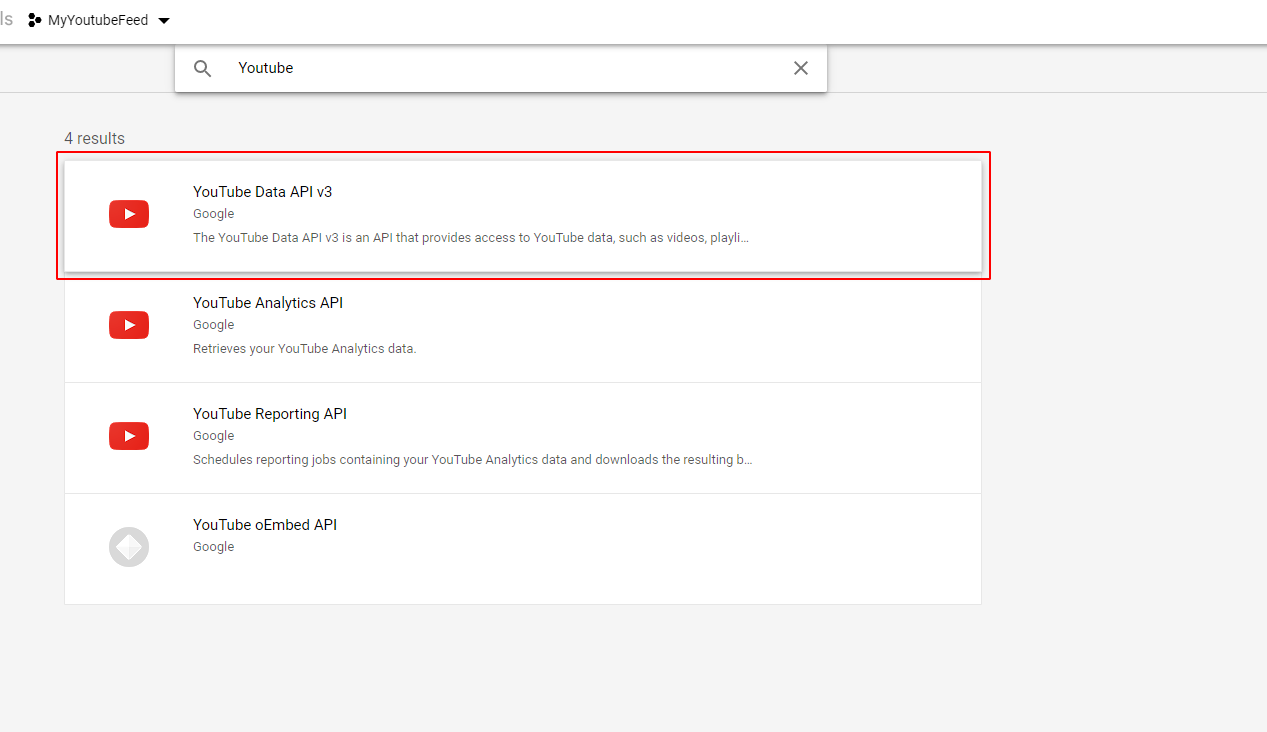 ls MyYoutubeFeed
Youtube
4 results
YouTube Data API v3
Google
The YouTube Data API v3 is an API that provides access to YouTube data, such as videos, playli...
YouTube Analytics API
Google
Retrieves your YouTube Analytics data.
YouTube Reporting API
Google
Schedules reporting jobs containing your YouTube Analytics data and downloads the resulting b...
YouTube oEmbed API
Google